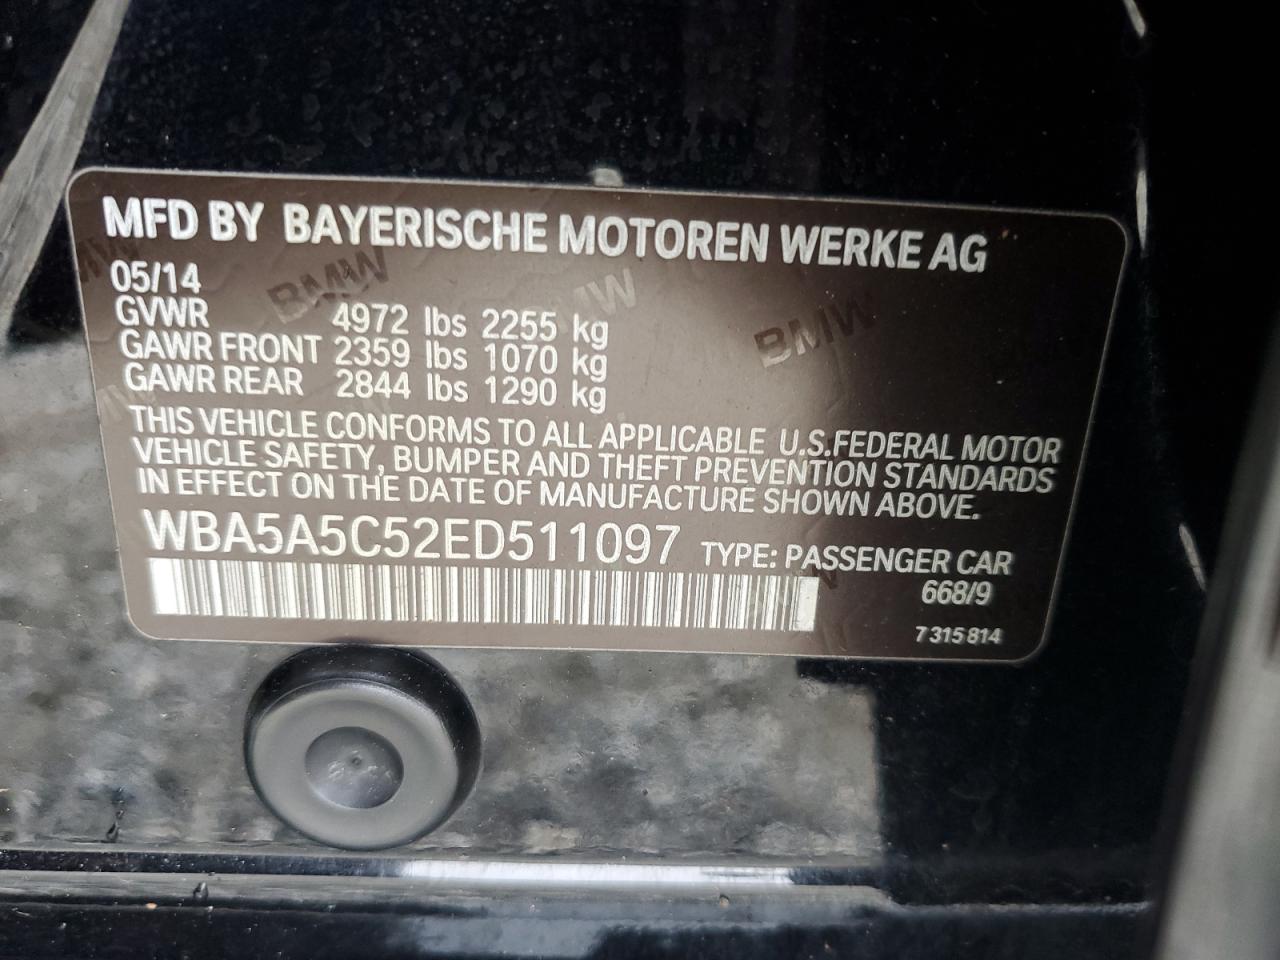 MFD BY BAYERISCHE MOTOREN WERKE AG
05/14
GVWR 4972 lbs 2255 kg
GAWR FRONT 2359 lbs 1070 kg
GAWR REAR 2844 lbs 1290 kg
THIS VEHICLE CONFORMS TO ALL APPLICABLE U.S.FEDERAL MOTOR
VEHICLE SAFETY, BUMPER AND THEFT PREVENTION STANDARDS
IN EFFECT ON THE DATE OF MANUFACTURE SHOWN ABOVE.
WBA5A5C52ED511097 TYPE: PASSENGER CAR
668/9
7 315 814
BMW
BMW
BMW